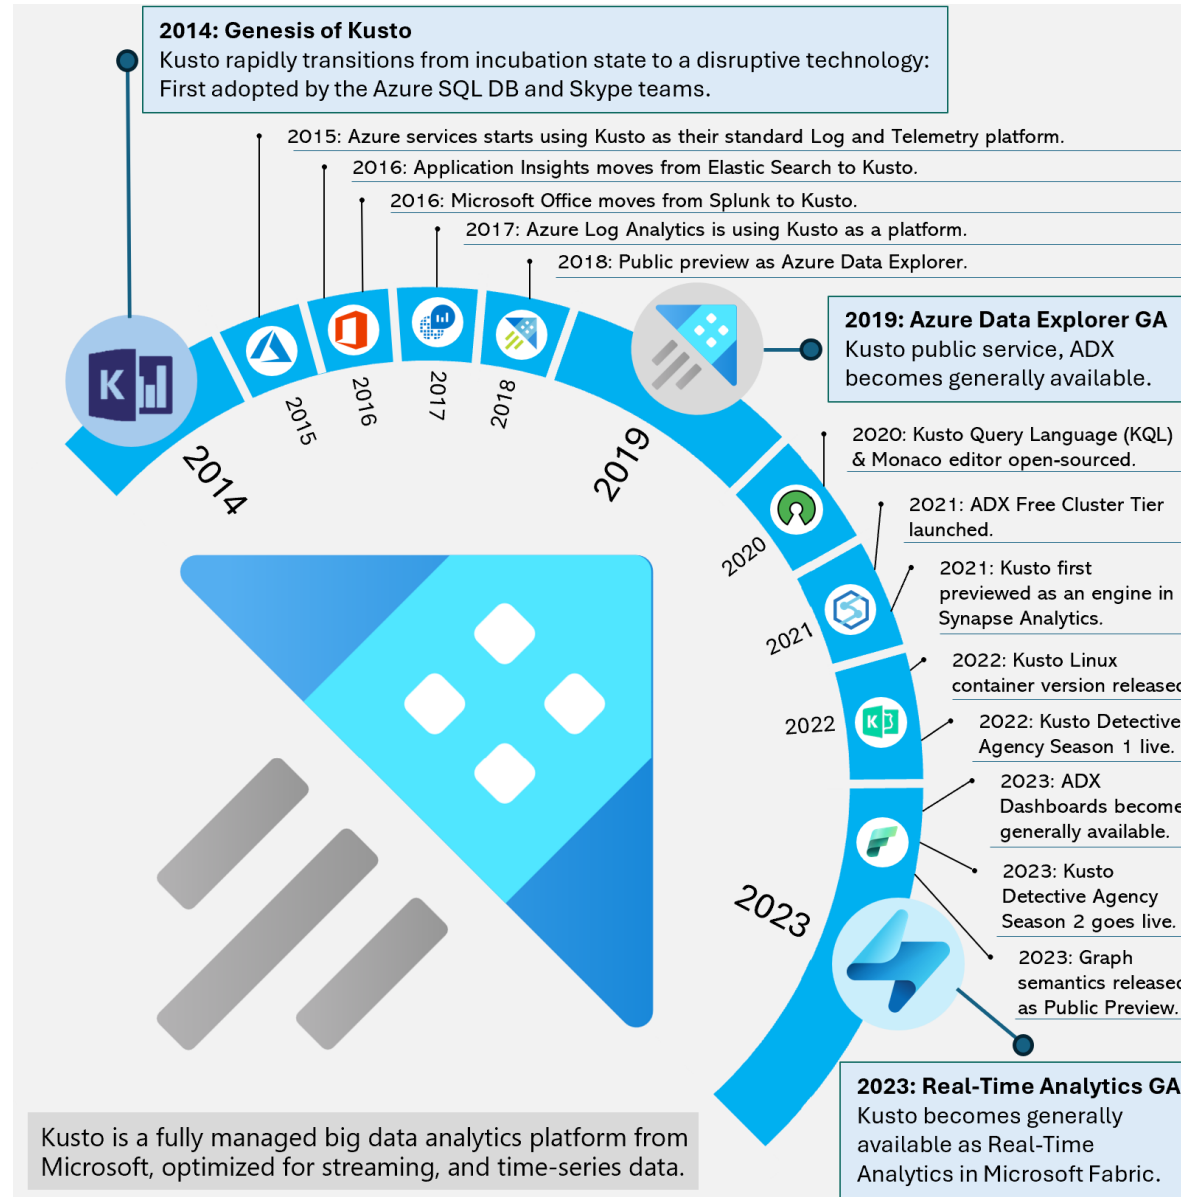 2014: Genesis of Kusto
Kusto rapidly transitions from incubation state to a disruptive technology:
First adopted by the Azure SQL DB and Skype teams.
2015: Azure services starts using Kusto as their standard Log and Telemetry platform.
2016: Application Insights moves from Elastic Search to Kusto.
2016: Microsoft Office moves from Splunk to Kusto.
2017: Azure Log Analytics is using Kusto as a platform.
2018: Public preview as Azure Data Explorer.
2019: Azure Data Explorer GA
Kusto public service, ADX
becomes generally available.
K
2014
2015
2016
2017
2018
2019
2020: Kusto Query Language (KQL)
& Monaco editor open-sourced.
2020
2021: ADX Free Cluster Tier
launched.
2021: Kusto first
previewed as an engine in
Synapse Analytics.
2021
2022: Kusto Linux
container version released
2022: Kusto Detective
Agency Season 1 live.
2022
K
2023: ADX
Dashboards become
generally available.
2023: Kusto
Detective Agency
Season 2 goes live.
2023
2023: Graph
semantics released
as Public Preview.
2023: Real-Time Analytics GA
Kusto becomes generally
available as Real-Time
Analytics in Microsoft Fabric.
Kusto is a fully managed big data analytics platform from
Microsoft, optimized for streaming, and time-series data.